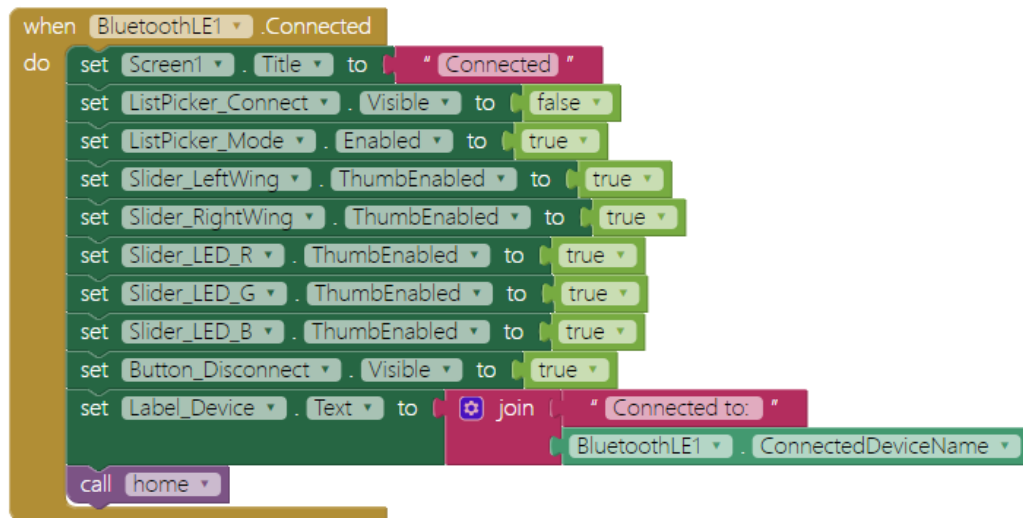 when BluetoothLE1 .Connected
do set Screen1 . Title to " Connected "
set ListPicker_Connect . Visible to false
set ListPicker_Mode . Enabled to true
set Slider_LeftWing . ThumbEnabled to true
set Slider_RightWing . ThumbEnabled to true
set Slider_LED_R . ThumbEnabled to true
set Slider_LED_G . ThumbEnabled to true
set Slider_LED_B . ThumbEnabled to true
set Button_Disconnect . Visible to true
set Label_Device . Text to join " Connected to: "
BluetoothLE1 . ConnectedDeviceName
call home